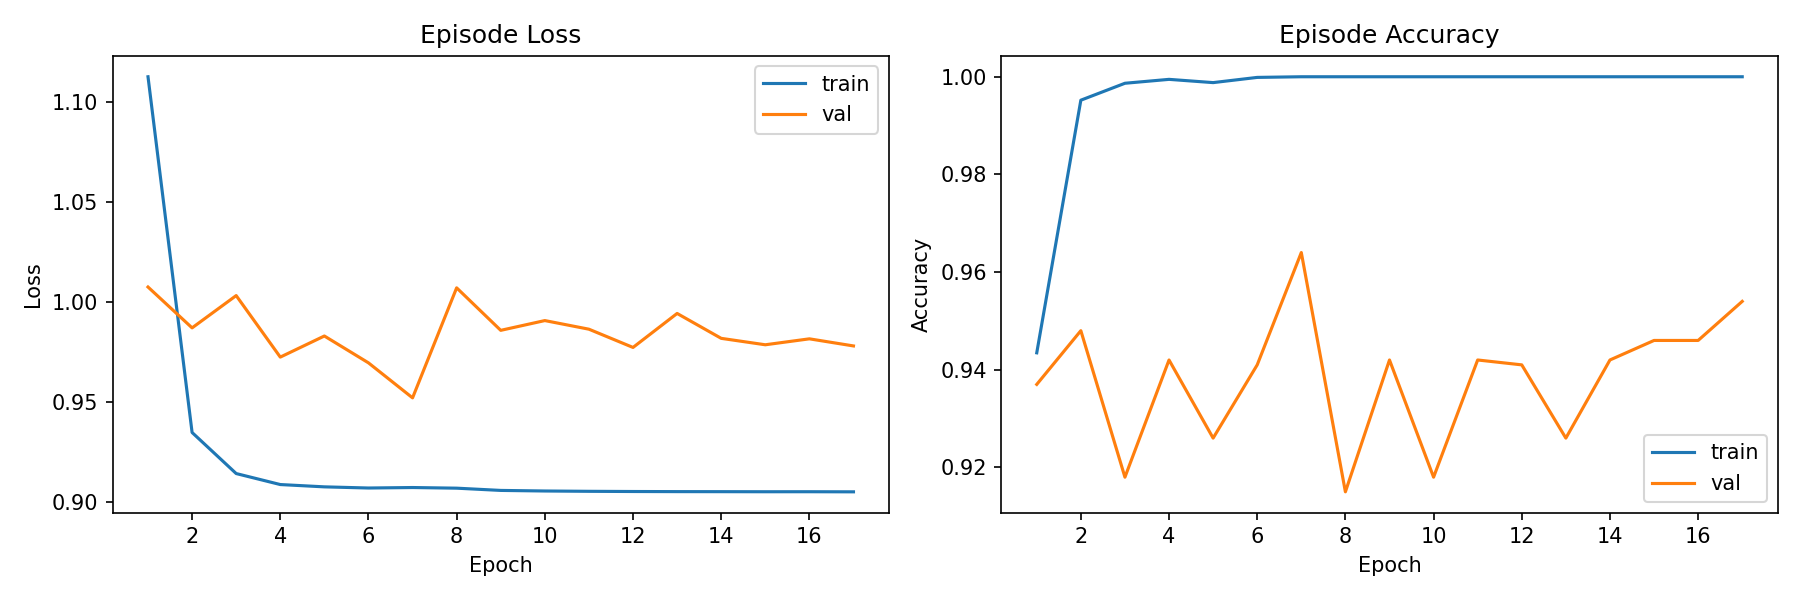 Episode Loss
Loss
1.10
1.05
1.00
0.95
0.90
2 4 6 8 10 12 14 16
Epoch
train
val
Episode Accuracy
Accuracy
1.00
0.98
0.96
0.94
0.92
2 4 6 8 10 12 14 16
Epoch
train
val